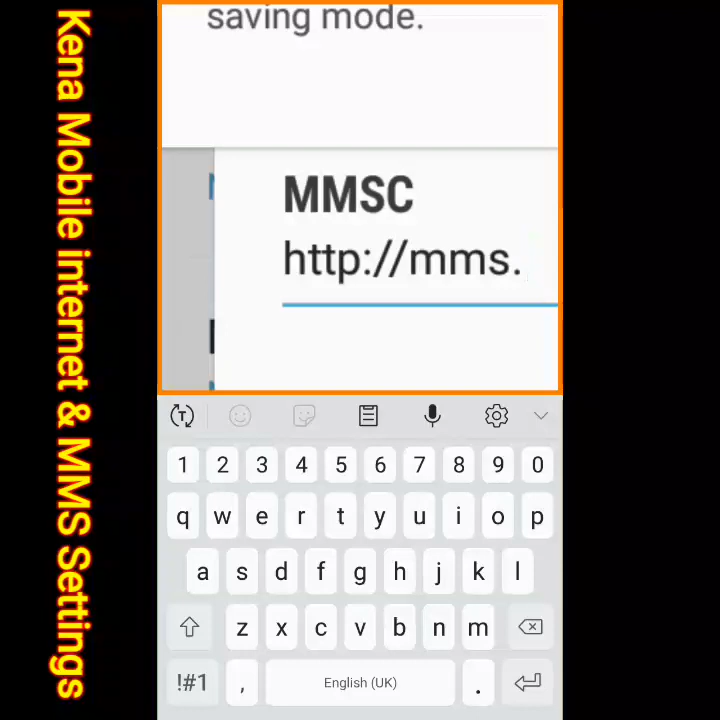 Kena Mobile internet & MMS Settings
saving mode.
MMSC
http://mms.
1 2 3 4 5 6 7 8 9 0
q w e r t y u i o p
a s d f g h j k l
z x c v b n m
!#1 , English (UK) .